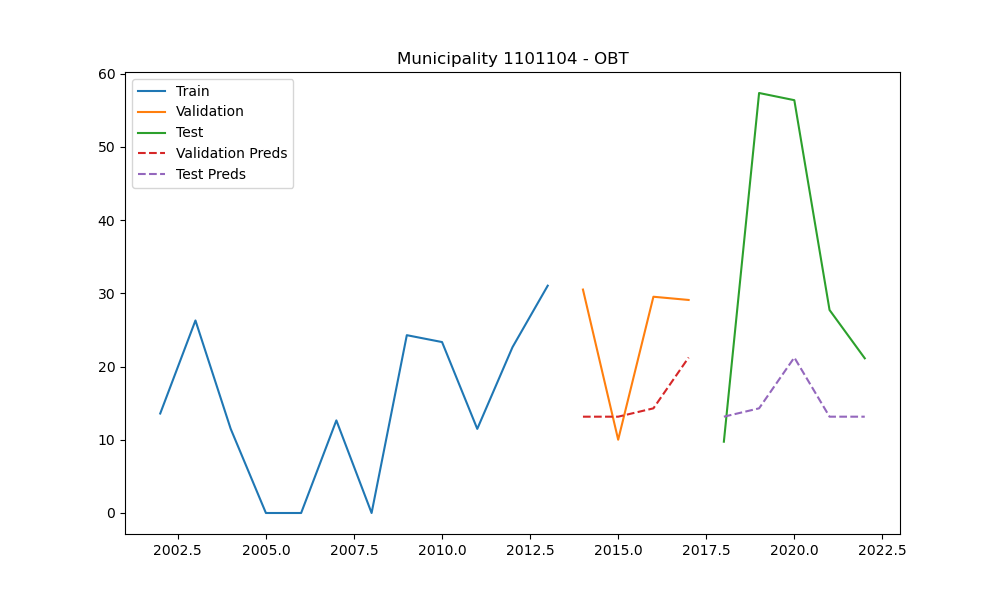 Municipality 1101104 - OBT
Train
Validation
Test
Validation Preds
Test Preds
60
50
40
30
20
10
0
2002.5 2005.0 2007.5 2010.0 2012.5 2015.0 2017.5 2020.0 2022.5